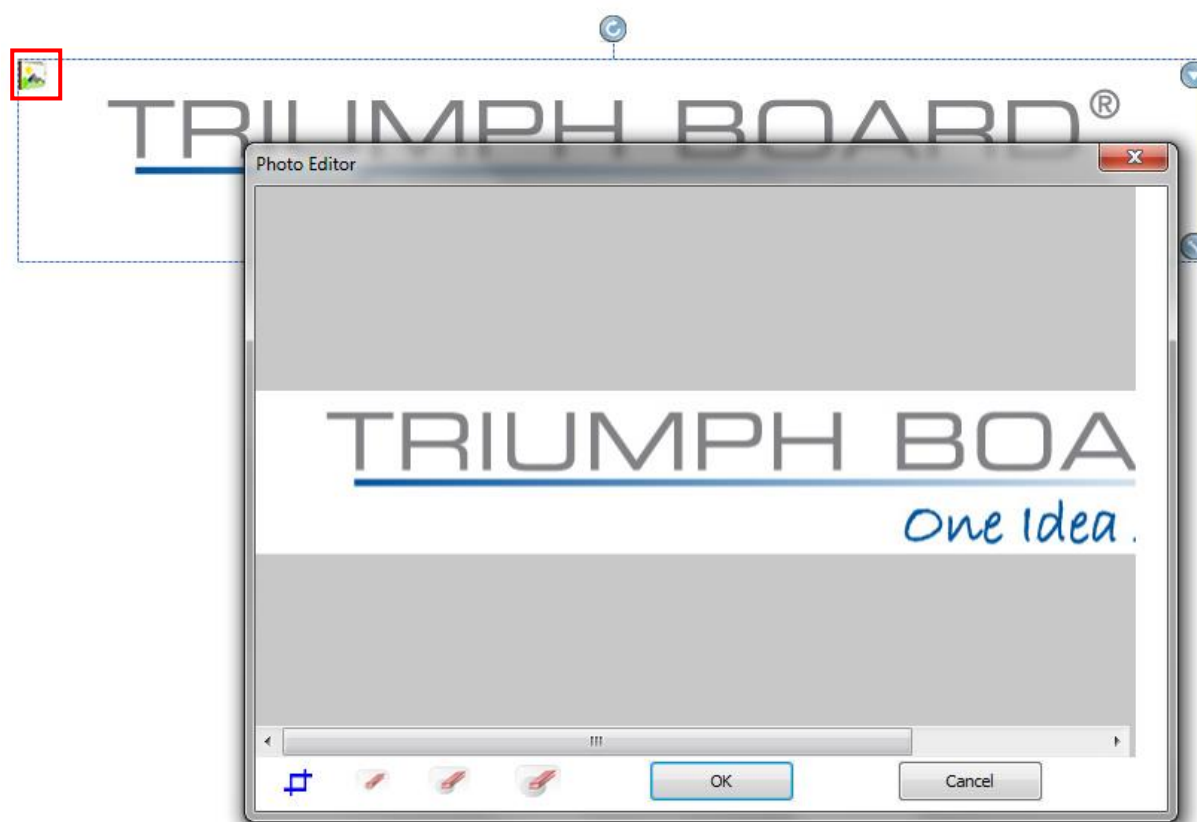 TRIUMPH BOARD®
Photo Editor
TRIUMPH BOA
One Idea .
OK
Cancel